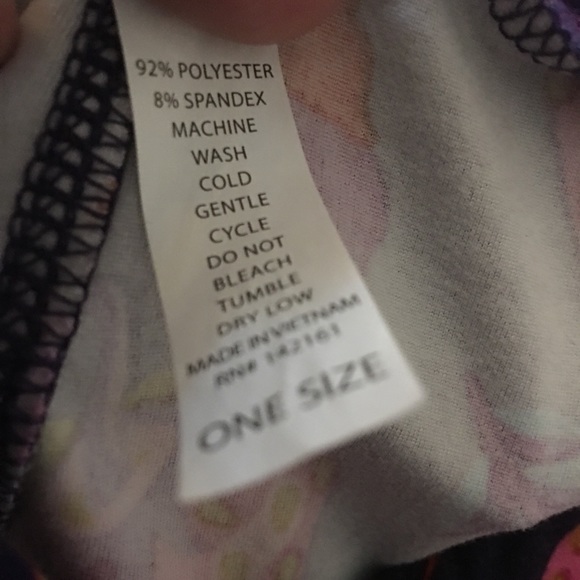 92% POLYESTER
8% SPANDEX
MACHINE
WASH
COLD
GENTLE
CYCLE
DO NOT
BLEACH
TUMBLE
DRY LOW
MADE IN VIETNAM
RN# 142161
ONE SIZE